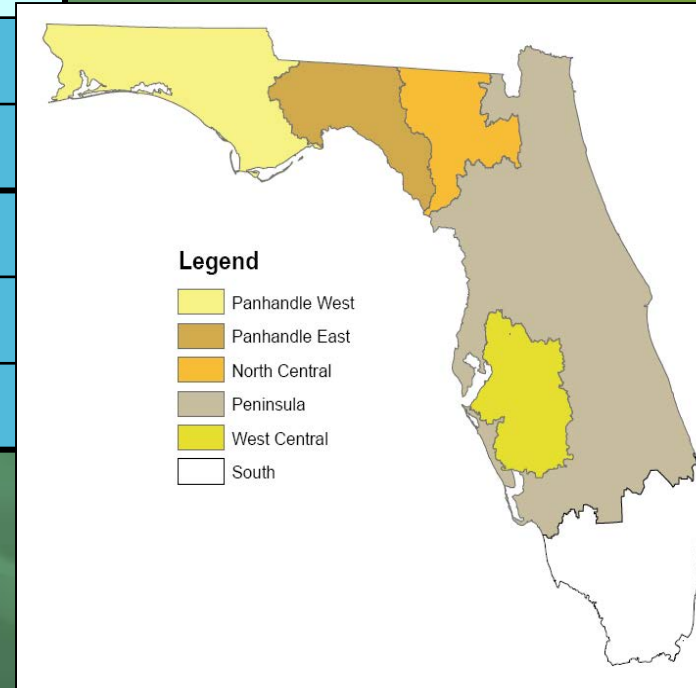 Legend
Panhandle West
Panhandle East
North Central
Peninsula
West Central
South